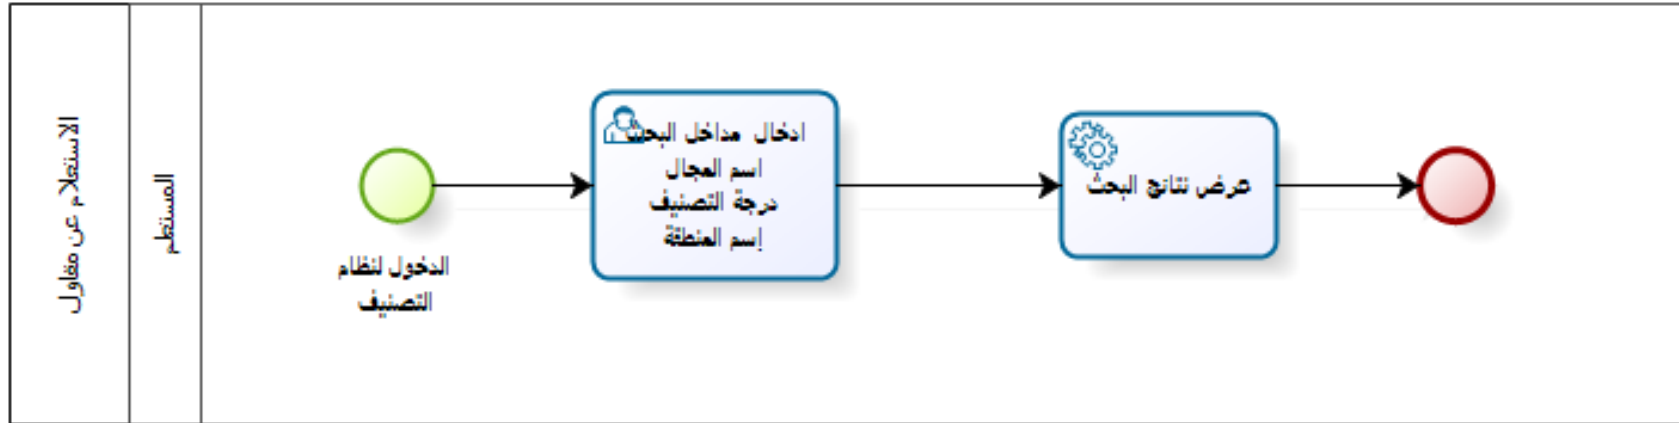 الاستعلام عن مقاول
المستعلم
الدخول لنظام
التصنيف
ادخال مداخل البحث
اسم المجال
درجة التصنيف
إسم المنطقة
عرض نتائج البحث